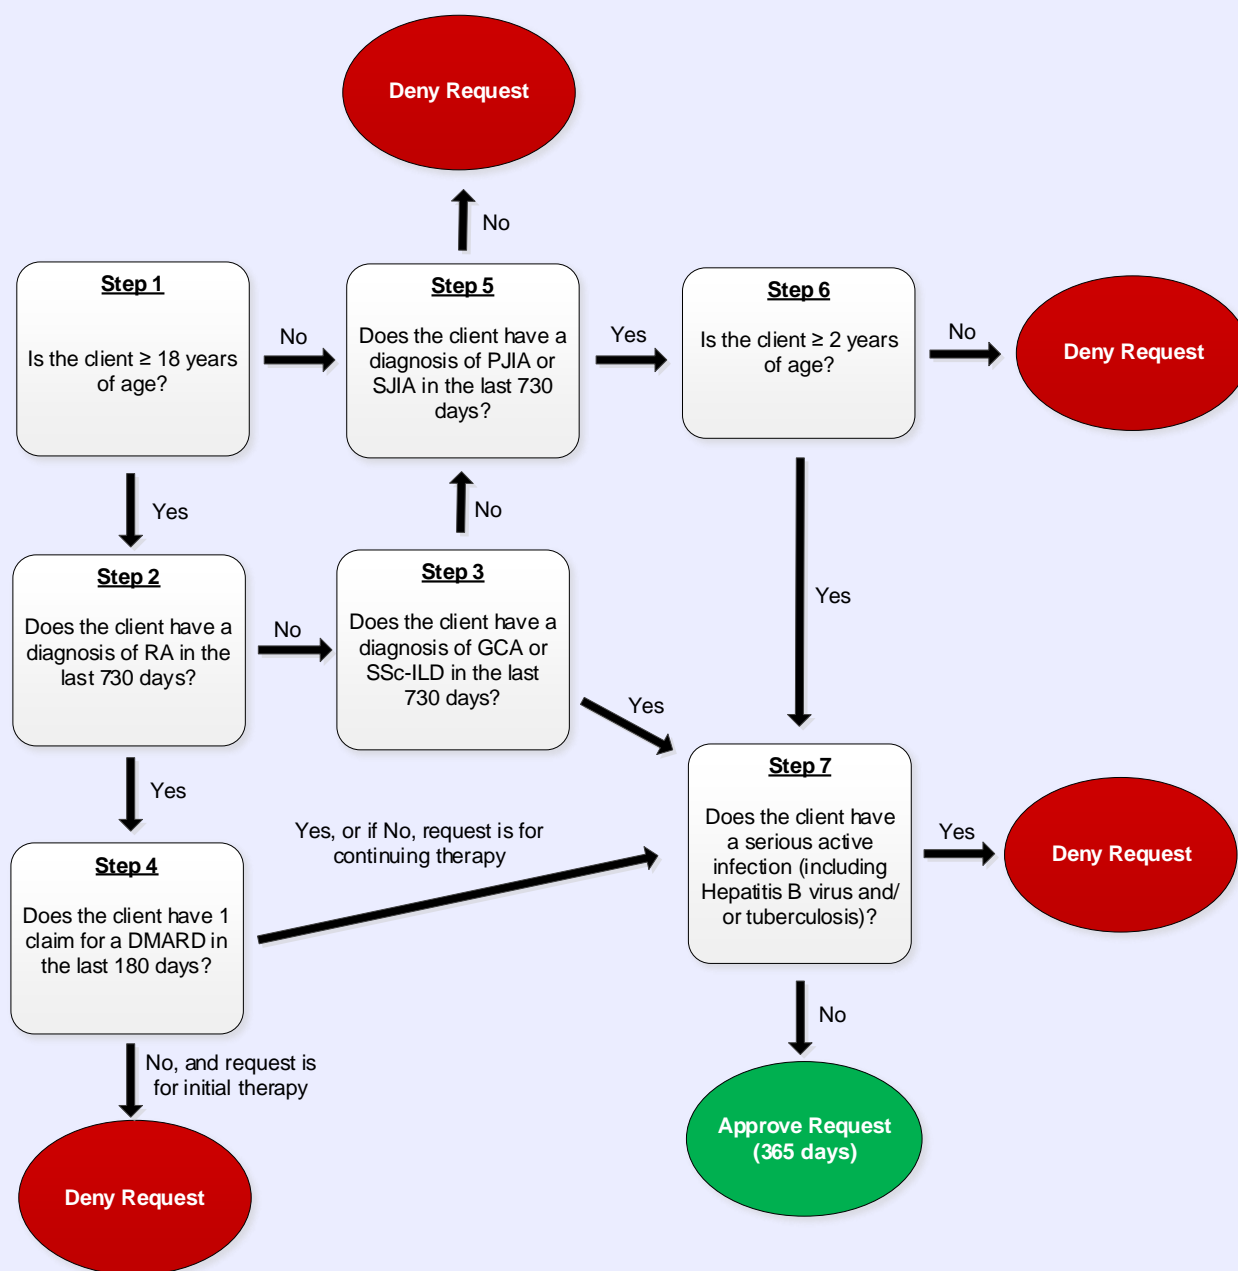 Deny Request
No
Step 1
Is the client ≥ 18 years
of age?
No
Step 5
Does the client have a
diagnosis of PJIA or
SJIA in the last 730
days?
Yes
Step 6
Is the client ≥ 2 years
of age?
No
Deny Request
Yes
No
Step 2
Does the client have a
diagnosis of RA in the
last 730 days?
No
Step 3
Does the client have a
diagnosis of GCA or
SSc-ILD in the last
730 days?
Yes
Yes
Yes
Step 7
Does the client have
a serious active
infection (including
Hepatitis B virus and/
or tuberculosis)?
Yes
Deny Request
Yes, or if No, request is for
continuing therapy
Step 4
Does the client have 1
claim for a DMARD in
the last 180 days?
No
No, and request is
for initial therapy
Approve Request
(365 days)
Deny Request